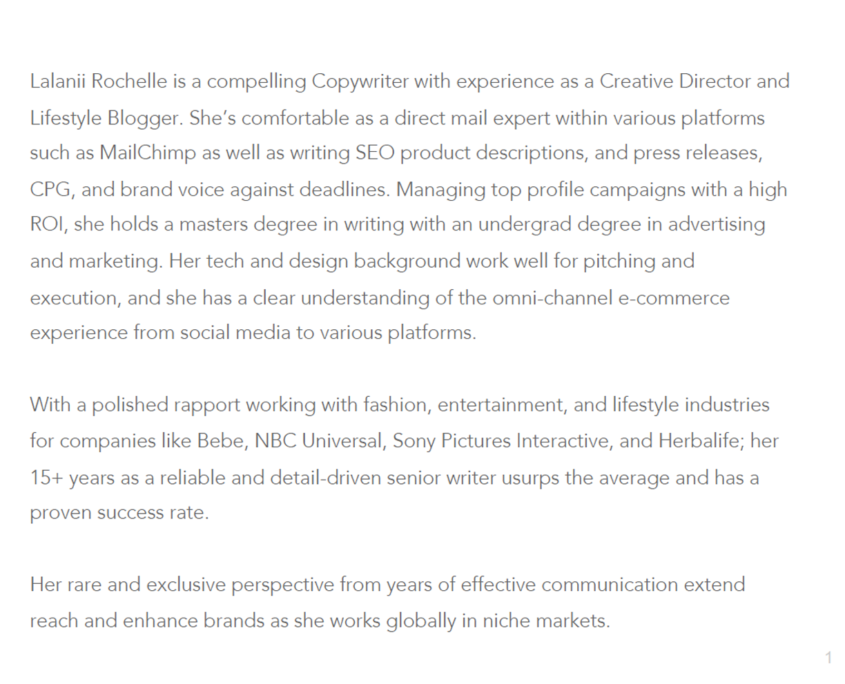 Lalanii Rochelle is a compelling Copywriter with experience as a Creative Director and
Lifestyle Blogger. She’s comfortable as a direct mail expert within various platforms
such as MailChimp as well as writing SEO product descriptions, and press releases,
CPG, and brand voice against deadlines. Managing top profile campaigns with a high
ROI, she holds a masters degree in writing with an undergrad degree in advertising
and marketing. Her tech and design background work well for pitching and
execution, and she has a clear understanding of the omni-channel e-commerce
experience from social media to various platforms.
With a polished rapport working with fashion, entertainment, and lifestyle industries
for companies like Bebe, NBC Universal, Sony Pictures Interactive, and Herbalife; her
15+ years as a reliable and detail-driven senior writer usurps the average and has a
proven success rate.
Her rare and exclusive perspective from years of effective communication extend
reach and enhance brands as she works globally in niche markets.
1